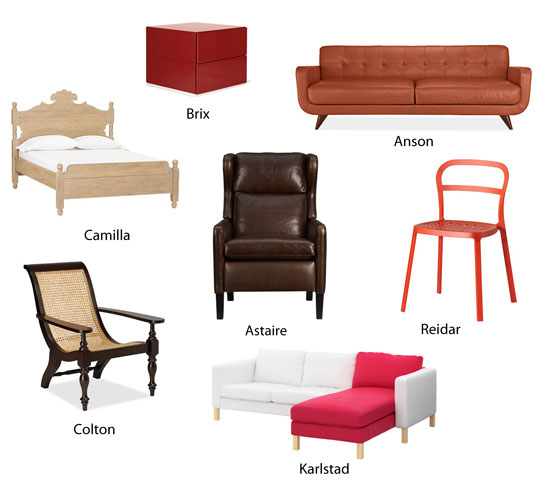 Brix
Anson
Camilla
Astaire
Reidar
Colton
Karlstad